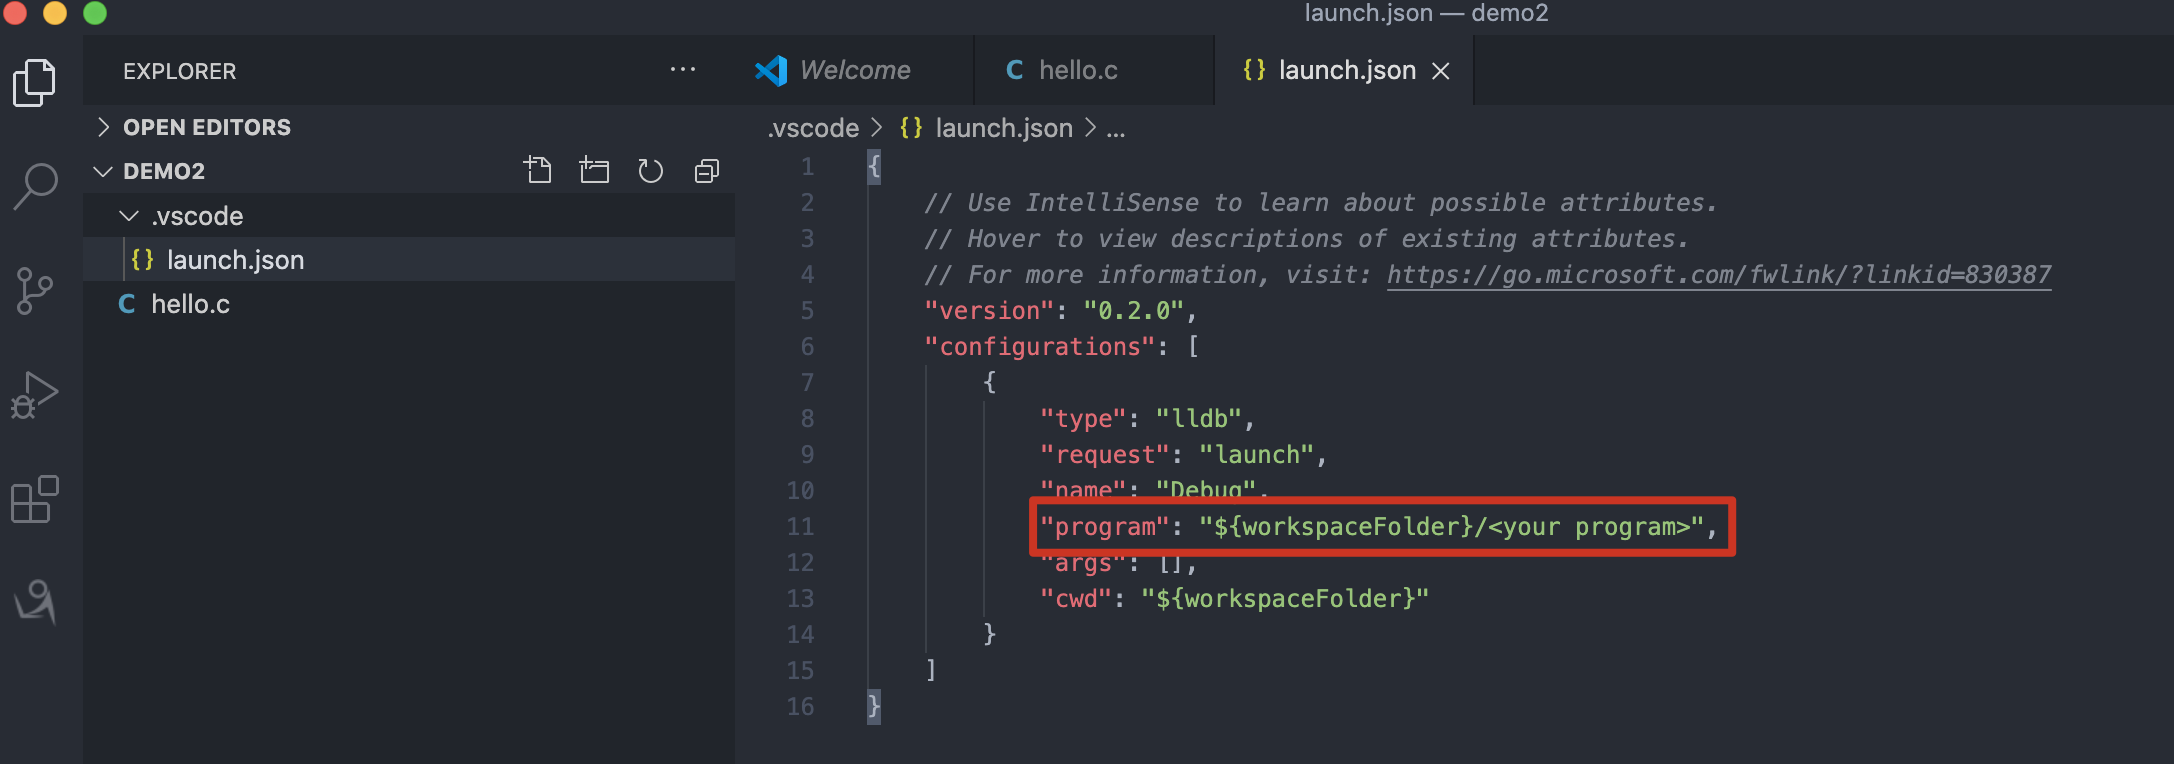 launch.json — demo2
EXPLORER
...
Welcome
C hello.c
{} launch.json
OPEN EDITORS
.vscode > {} launch.json > ...
DEMO2
.vscode
{} launch.json
C hello.c
1 {
2 // Use IntelliSense to learn about possible attributes.
3 // Hover to view descriptions of existing attributes.
4 // For more information, visit: https://go.microsoft.com/fwlink/?linkid=830387
5 "version": "0.2.0",
6 "configurations": [
7 {
8 "type": "lldb",
9 "request": "launch",
10 "name": "Debug",
11 "program": "${workspaceFolder}/<your program>",
12 "args": [],
13 "cwd": "${workspaceFolder}"
14 }
15 ]
16 }